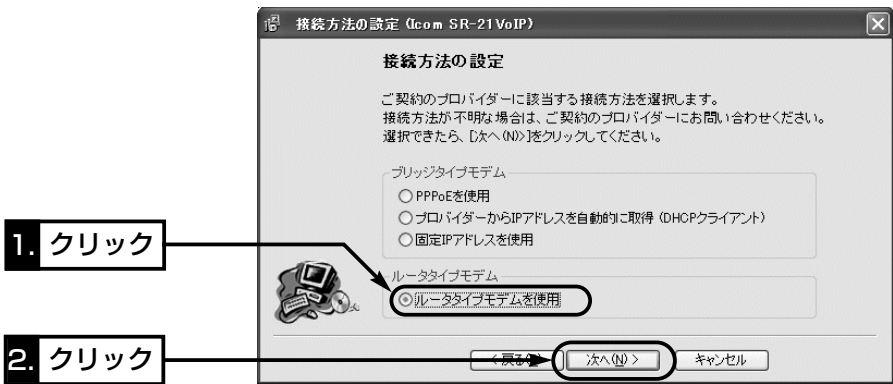 接続方法の設定 (Icom SR-21VoIP)
接続方法の設定
ご契約のプロバイダーに該当する接続方法を選択します。
接続方法が不明な場合は、ご契約のプロバイダーにお問い合わせください。
選択できたら、[次へ(N)>]をクリックしてください。
ブリッジタイプモデム
PPPoEを使用
プロバイダーからIPアドレスを自動的に取得 (DHCPクライアント)
固定IPアドレスを使用
1. クリック
ルータタイプモデム
ルータタイプモデムを使用
2. クリック
次へ(N) >
キャンセル